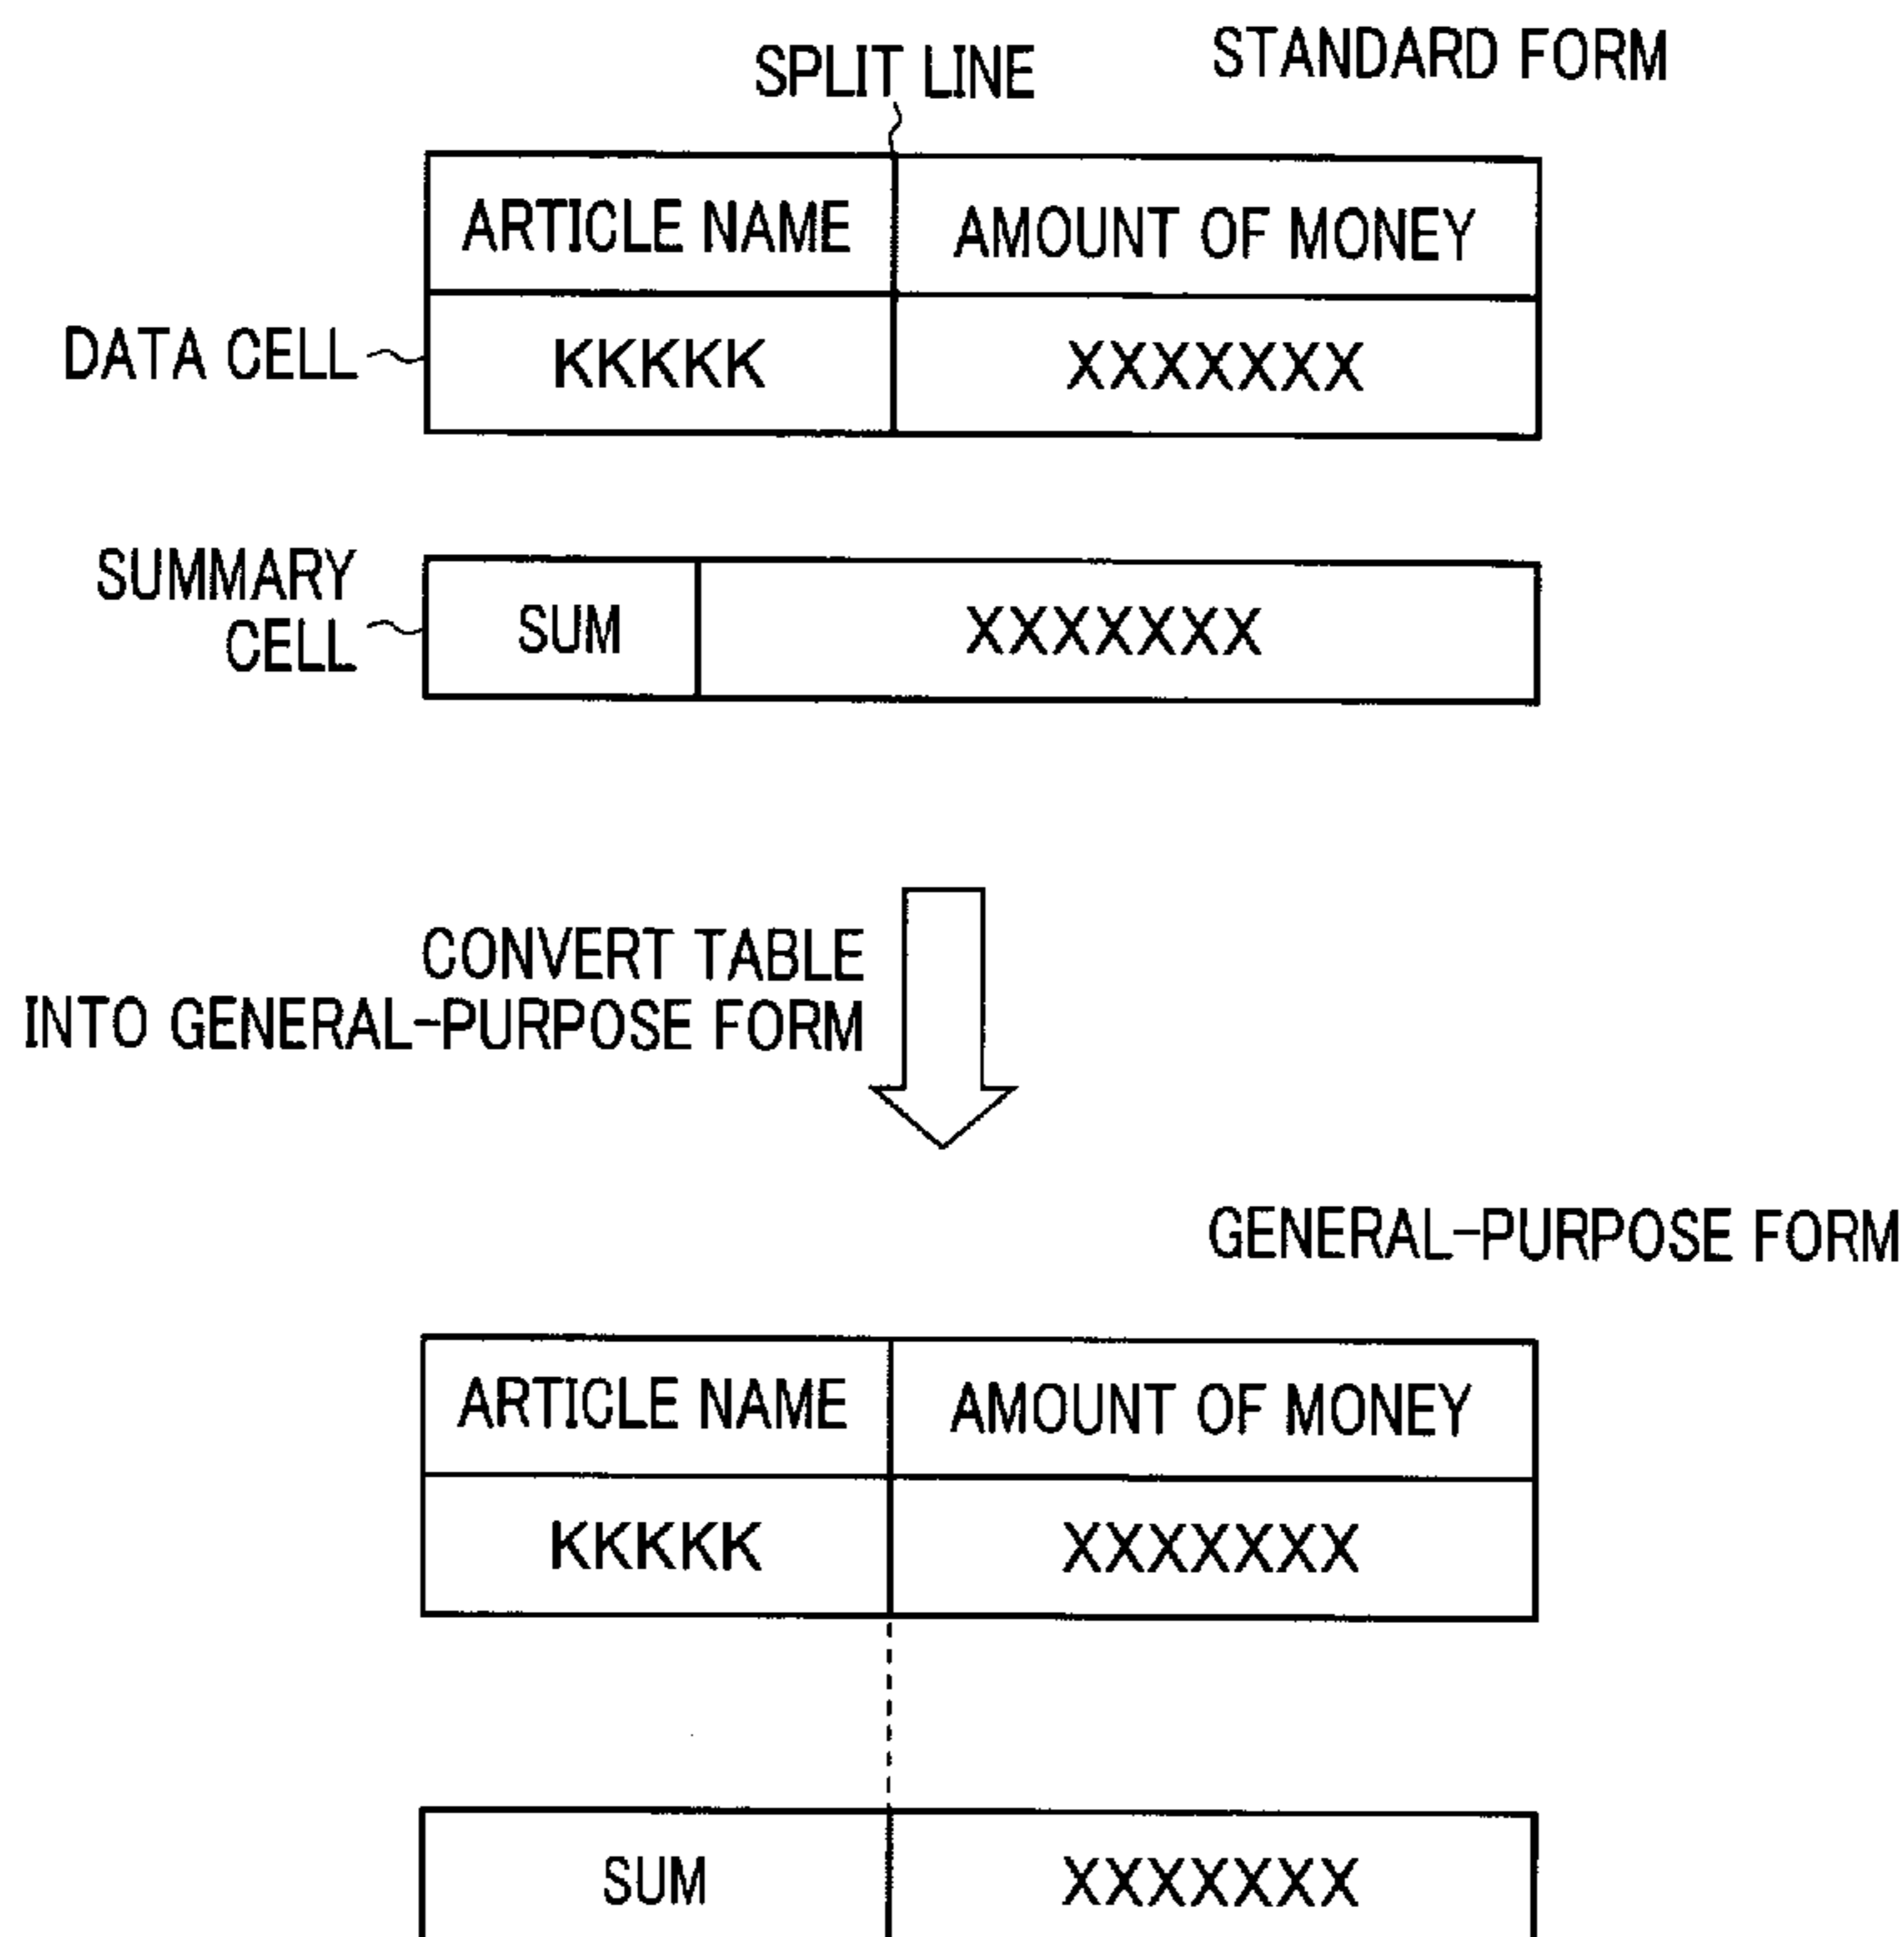 STANDARD FORM
SPLIT LINE
ARTICLE NAME AMOUNT OF MONEY
DATA CELL KKKKK XXXXXXX
SUMMARY
CELL
SUM XXXXXXX
CONVERT TABLE
INTO GENERAL-PURPOSE FORM
GENERAL-PURPOSE FORM
ARTICLE NAME AMOUNT OF MONEY
KKKKK XXXXXXX
SUM XXXXXXX